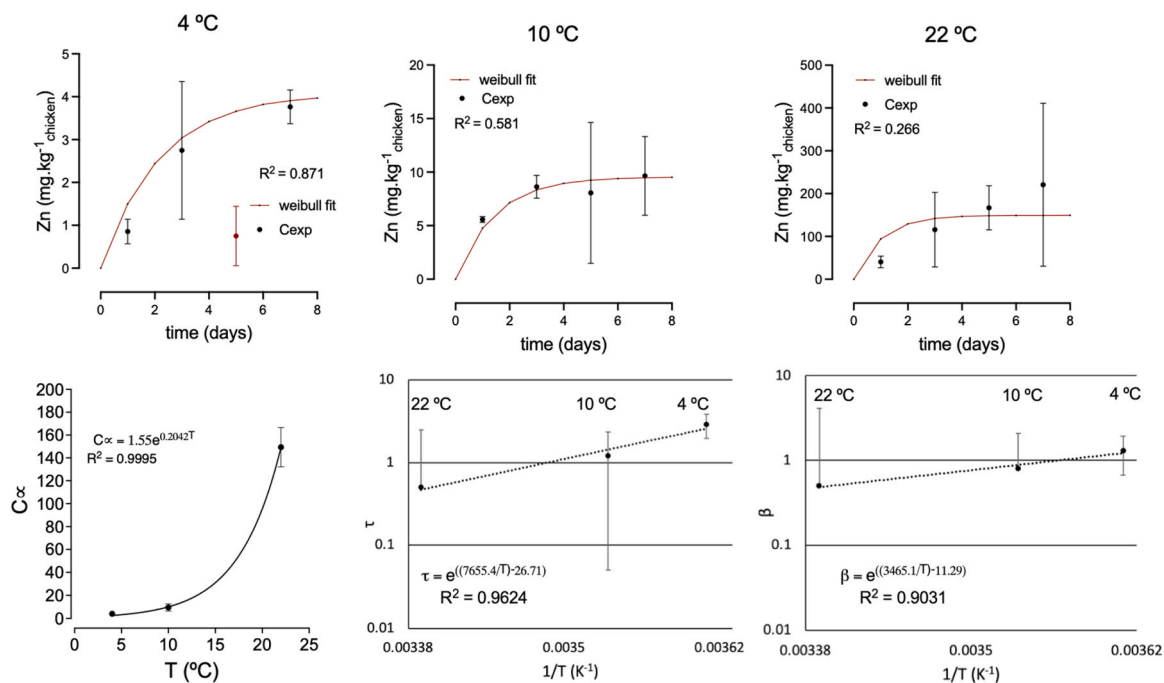 4 ºC
5
4
3
2
1
0
Zn (mg.kg⁻¹chicken)
R² = 0.871
weibull fit
Cexp
0 2 4 6 8
time (days)
10 ºC
20
15
10
5
0
Zn (mg.kg⁻¹chicken)
weibull fit
Cexp
R² = 0.581
0 2 4 6 8
time (days)
22 ºC
500
400
300
200
100
0
Zn (mg.kg⁻¹chicken)
weibull fit
Cexp
R² = 0.266
0 2 4 6 8
time (days)
200
180
160
140
120
100
80
60
40
20
0
C∝
C∝ = 1.55e^0.2042T
R² = 0.9995
0 5 10 15 20 25
T (ºC)
10
1
0.1
0.01
τ
22 ºC 10 ºC 4 ºC
τ = e^((7655.4/T)-26.71)
R² = 0.9624
0.00338 0.0035 0.00362
1/T (K⁻¹)
10
1
0.1
0.01
β
22 ºC 10 ºC 4 ºC
β = e^((3465.1/T)-11.29)
R² = 0.9031
0.00338 0.0035 0.00362
1/T (K⁻¹)